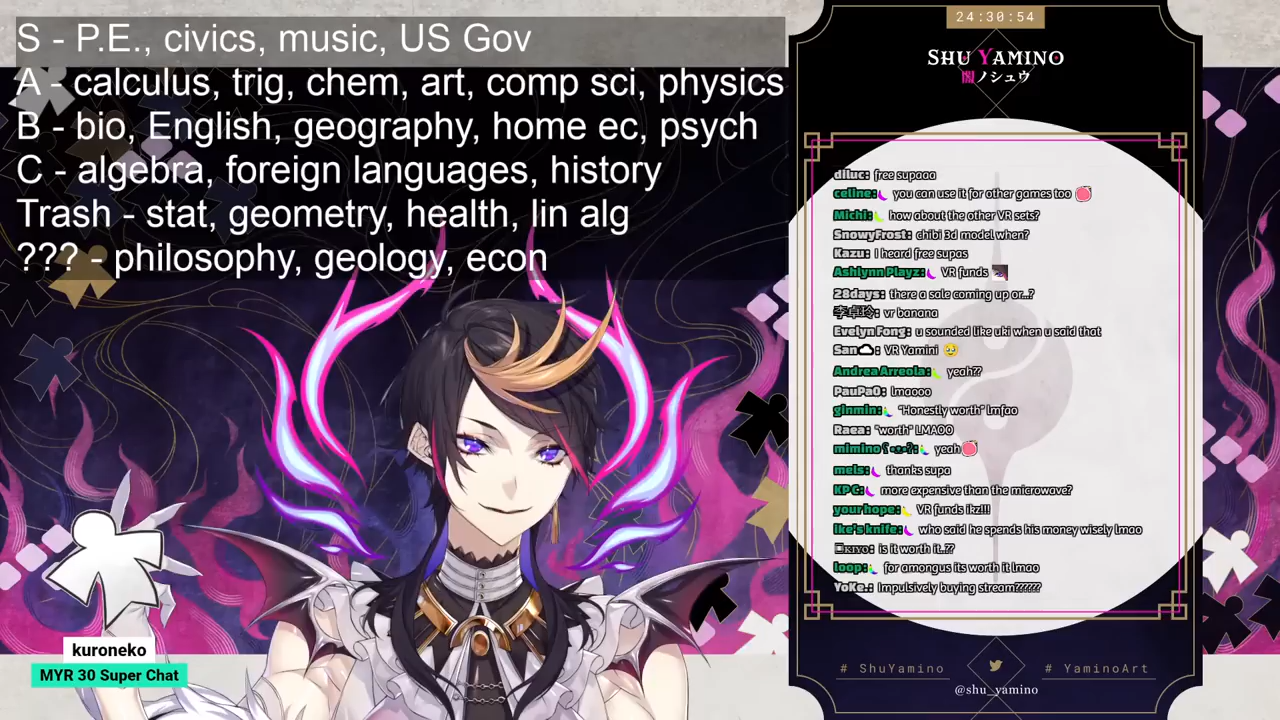 S - P.E., civics, music, US Gov
A - calculus, trig, chem, art, comp sci, physics
B - bio, English, geography, home ec, psych
C - algebra, foreign languages, history
Trash - stat, geometry, health, lin alg
??? - philosophy, geology, econ
kuroneko
MYR 30 Super Chat
24:30:54
SHU YAMINO
闇ノシュウ
diluc: free supaaa
celine: you can use it for other games too
Michi: how about the other VR sets?
SnowyFrost: chibi 3d model when?
Kazu: I heard free supas
Ashlynn Playz: VR funds
28days: there a sale coming up or..?
李卓玲: vr banana
Evelyn Fong: u sounded like uki when u said that
San☁: VR Yamini 🥹
Andrea Arreola: yeah??
PauPaO: lmaooo
ginmin: "Honestly worth" lmfao
Raea: "worth" LMAOO
mimino: yeah
mels: thanks supa
KPC: more expensive than the microwave?
your hope: VR funds ikz!!!
ike's knife: who said he spends his money wisely lmao
is it worth it..??
loop: for amongus its worth it lmao
YoKe.: Impulsively buying stream??????
# ShuYamino
# YaminoArt
@shu_yamino